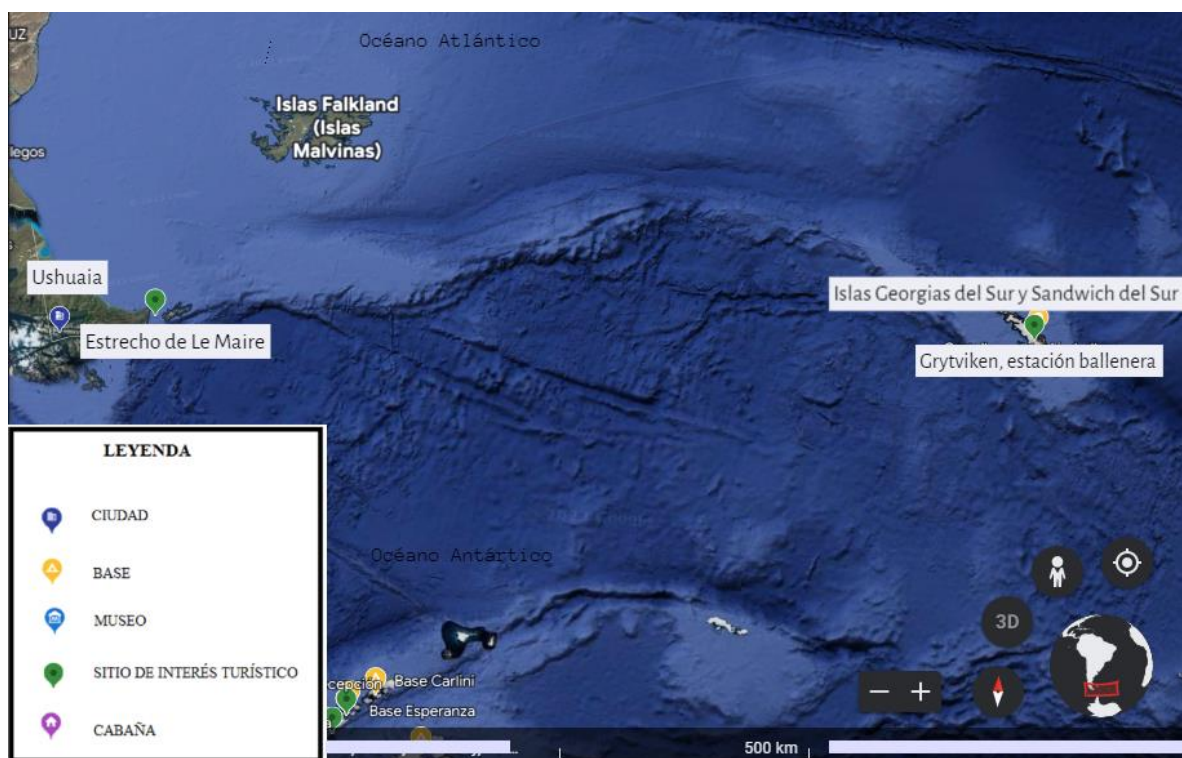 UZ
Océano Atlántico
Islas Falkland
(Islas
Malvinas)
legos
Ushuaia
Estrecho de Le Maire
Islas Georgias del Sur y Sandwich del Sur
Grytviken, estación ballenera
LEYENDA
CIUDAD
BASE
MUSEO
SITIO DE INTERÉS TURÍSTICO
CABAÑA
Océano Antártico
3D
cepción
Base Carlini
Base Esperanza
500 km